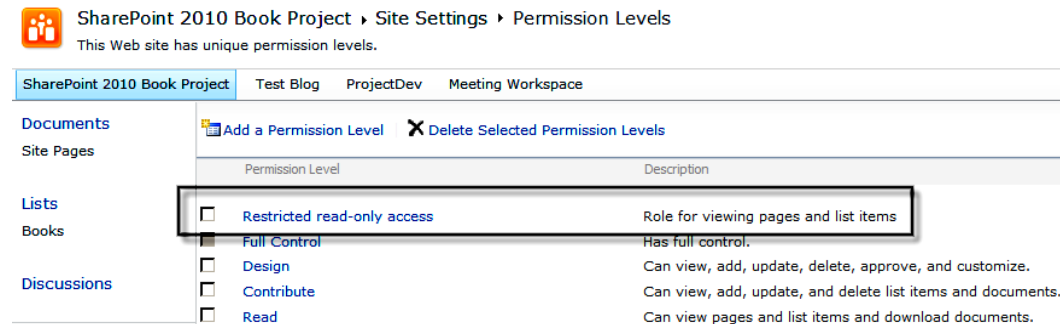 SharePoint 2010 Book Project ▸ Site Settings ▸ Permission Levels
This Web site has unique permission levels.
SharePoint 2010 Book Project Test Blog ProjectDev Meeting Workspace
Documents
Site Pages
Lists
Books
Discussions
Add a Permission Level Delete Selected Permission Levels
Permission Level Description
Restricted read-only access Role for viewing pages and list items
Full Control Has full control.
Design Can view, add, update, delete, approve, and customize.
Contribute Can view, add, update, and delete list items and documents.
Read Can view pages and list items and download documents.